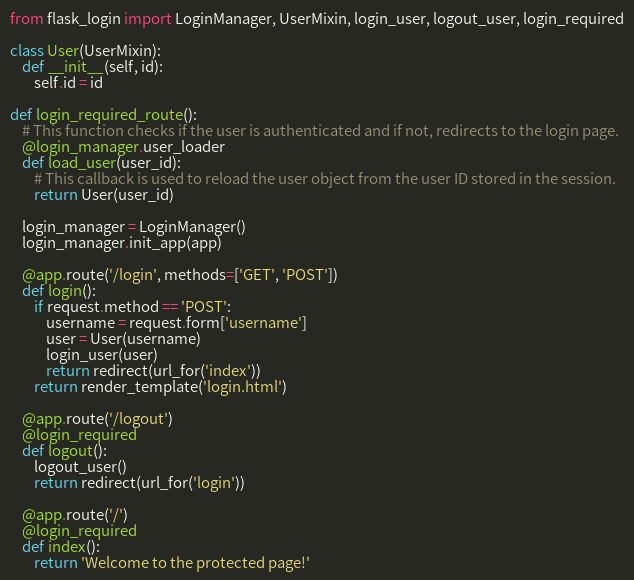 from flask_login import LoginManager, UserMixin, login_user, logout_user, login_required

class User(UserMixin):
    def __init__(self, id):
        self.id = id

def login_required_route():
    # This function checks if the user is authenticated and if not, redirects to the login page.
    @login_manager.user_loader
    def load_user(user_id):
        # This callback is used to reload the user object from the user ID stored in the session.
        return User(user_id)

    login_manager = LoginManager()
    login_manager.init_app(app)

    @app.route('/login', methods=['GET', 'POST'])
    def login():
        if request.method == 'POST':
            username = request.form['username']
            user = User(username)
            login_user(user)
            return redirect(url_for('index'))
        return render_template('login.html')

    @app.route('/logout')
    @login_required
    def logout():
        logout_user()
        return redirect(url_for('login'))

    @app.route('/')
    @login_required
    def index():
        return 'Welcome to the protected page!'